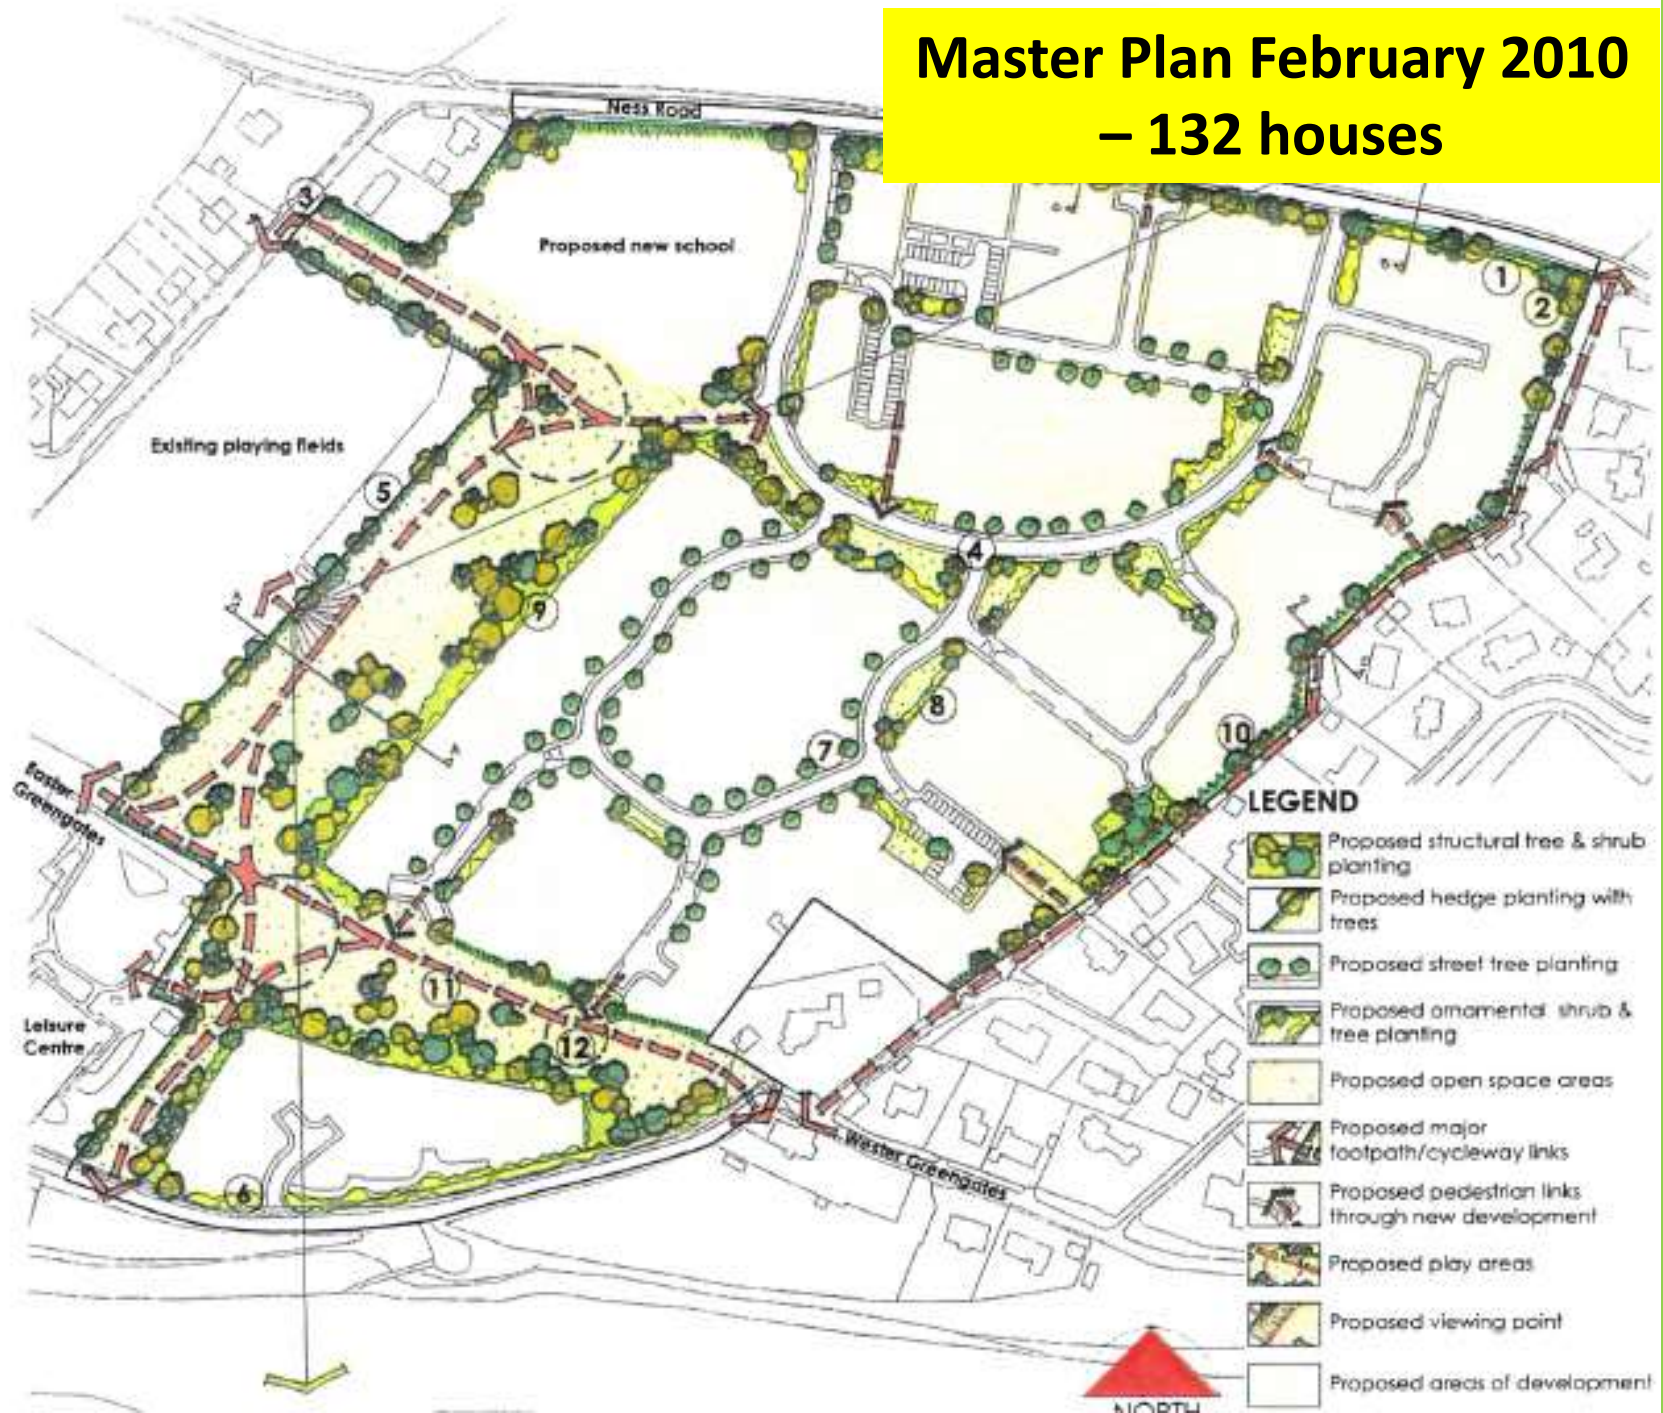 Master Plan February 2010
– 132 houses
Ness Road
3
Proposed new school
1
2
Existing playing fields
5
4
9
8
7
10
Easter
Greengates
11
12
Leisure
Centre
6
Wester Greengates
LEGEND
Proposed structural tree & shrub
planting
Proposed hedge planting with
trees
Proposed street tree planting
Proposed ornamental shrub &
tree planting
Proposed open space areas
Proposed major
footpath/cycleway links
Proposed pedestrian links
through new development
Proposed play areas
Proposed viewing point
Proposed areas of development
NORTH